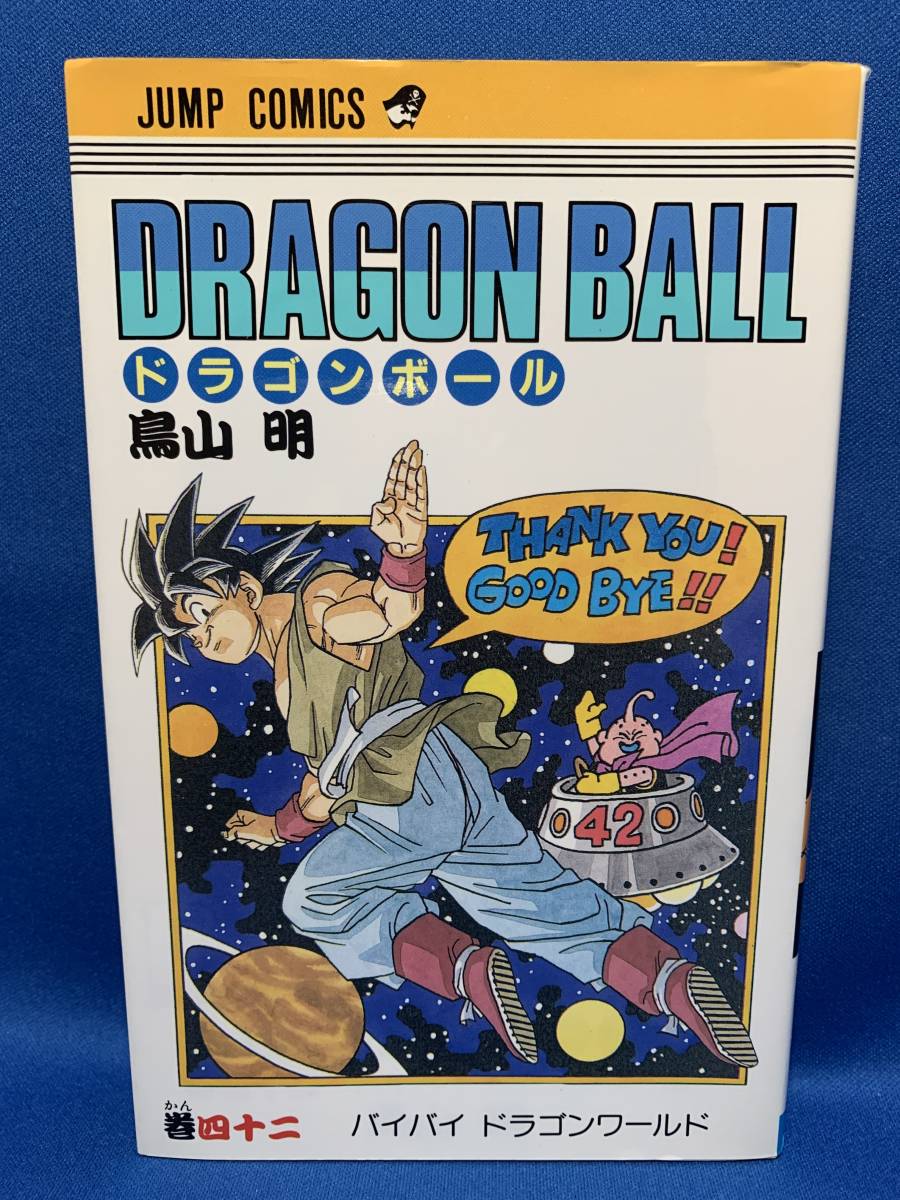 JUMP COMICS
DRAGON BALL
ドラゴンボール
鳥山 明
THANK YOU!
GOOD BYE!!
42
かん
巻四十二 バイバイ ドラゴンワールド